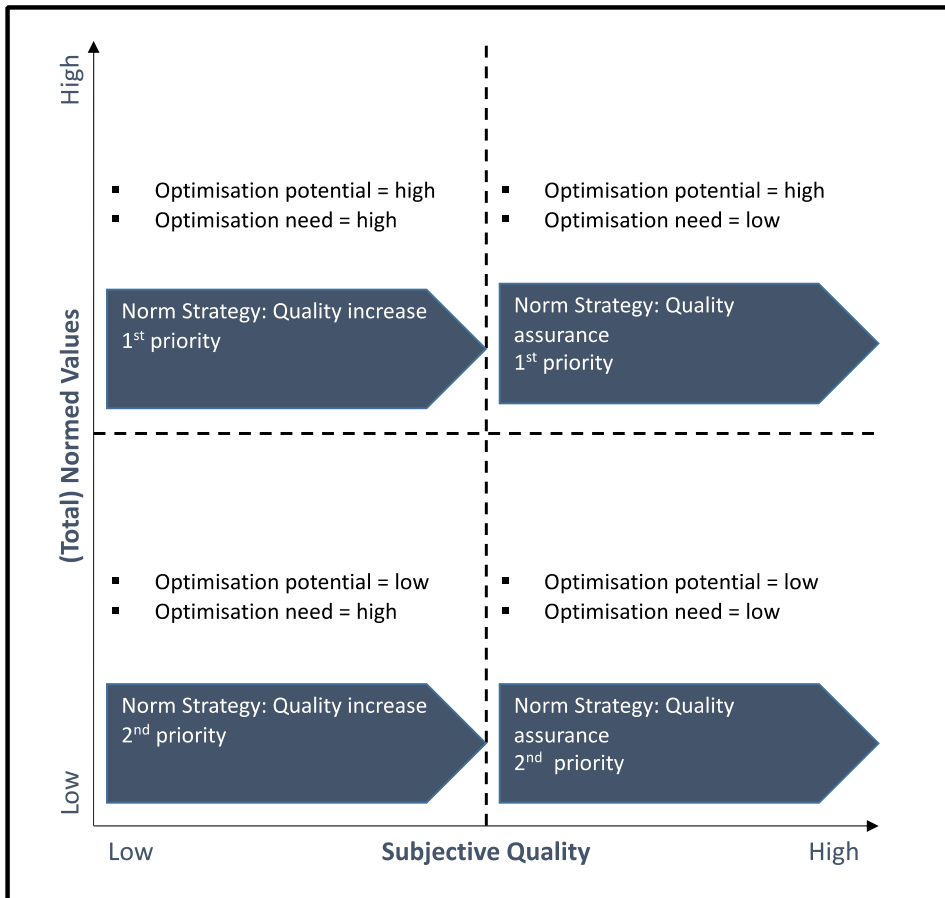 High
▪ Optimisation potential = high
▪ Optimisation need = high
▪ Optimisation potential = high
▪ Optimisation need = low
Norm Strategy: Quality increase
1st priority
Norm Strategy: Quality
assurance
1st priority
(Total) Normed Values
▪ Optimisation potential = low
▪ Optimisation need = high
▪ Optimisation potential = low
▪ Optimisation need = low
Norm Strategy: Quality increase
2nd priority
Norm Strategy: Quality
assurance
2nd priority
Low
Low
Subjective Quality
High